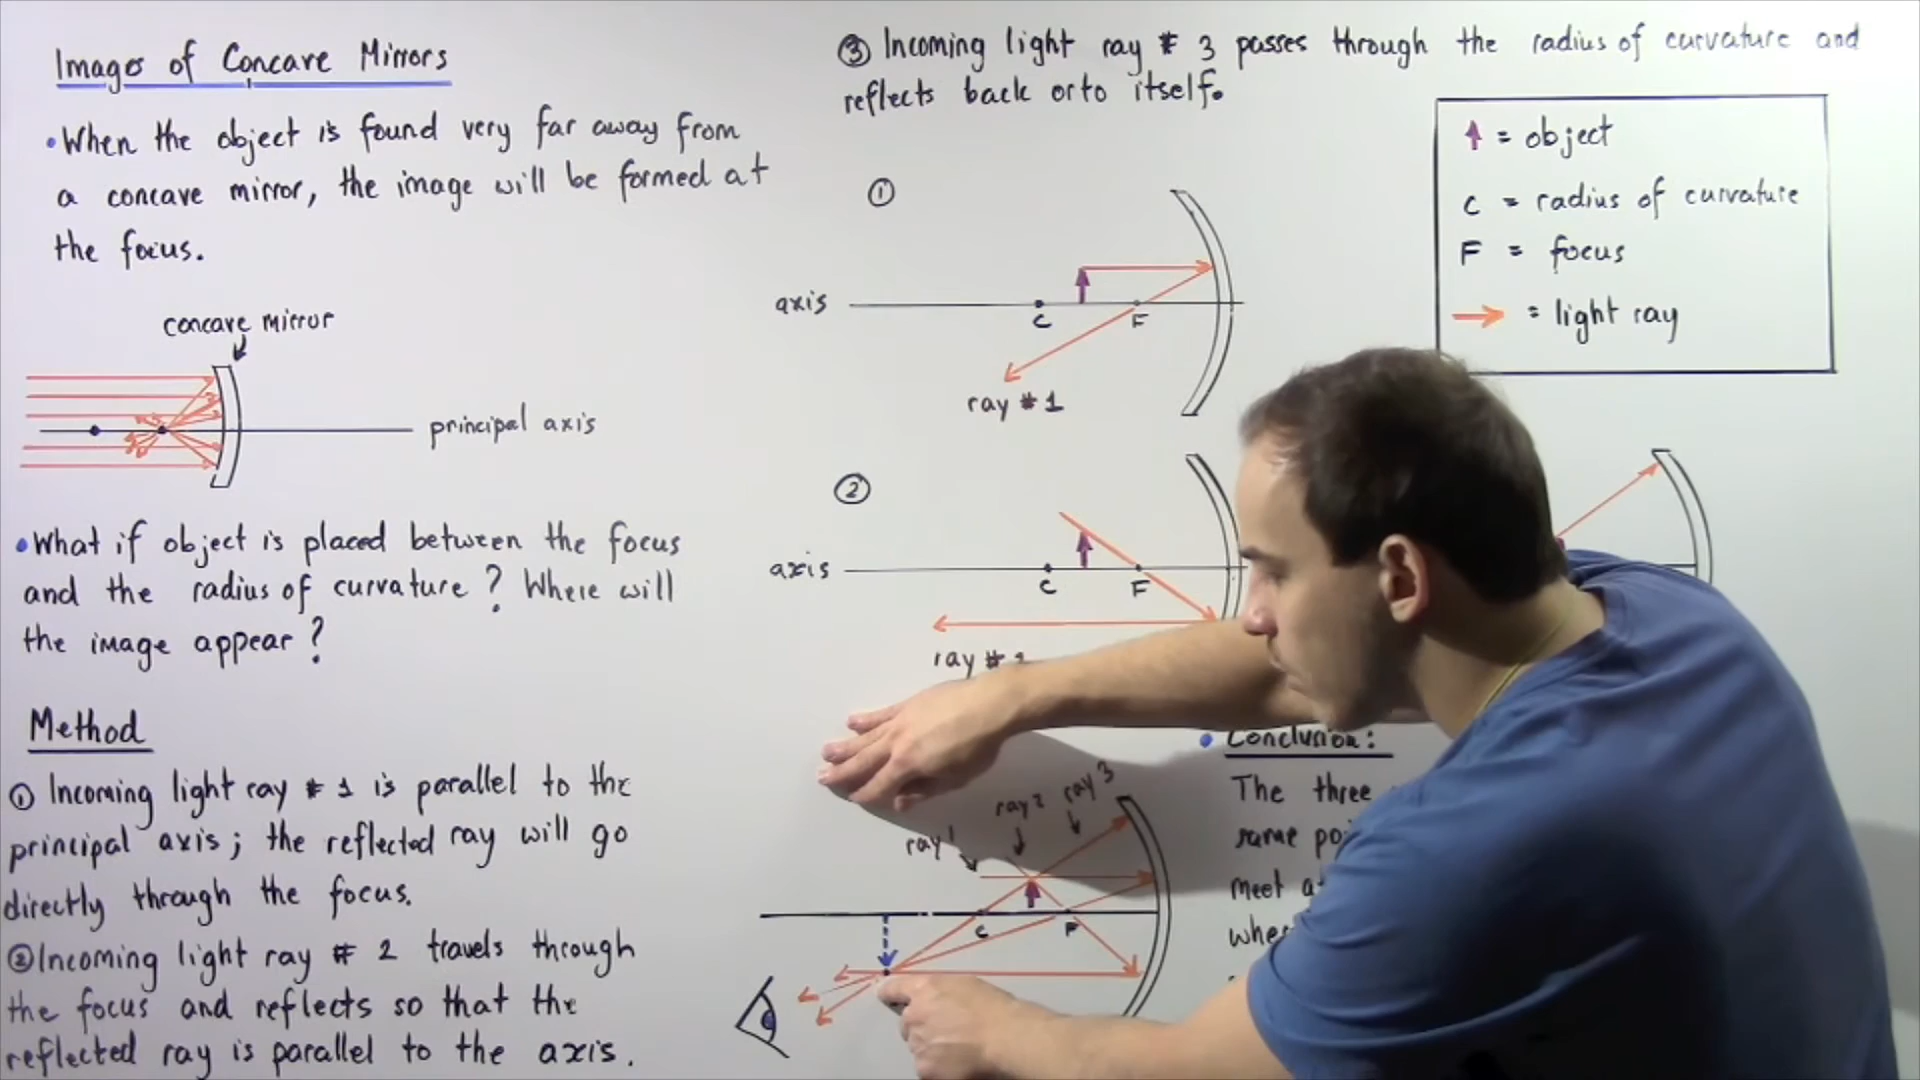 Images of Concave Mirrors
• When the object is found very far away from
a concave mirror, the image will be formed at
the focus.
concave mirror
principal axis
• What if object is placed between the focus
and the radius of curvature? Where will
the image appear?
Method
① Incoming light ray # 1 is parallel to the
principal axis; the reflected ray will go
directly through the focus.
② Incoming light ray # 2 travels through
the focus and reflects so that the
reflected ray is parallel to the axis.
③ Incoming light ray # 3 passes through the radius of curvature and
reflects back onto itself.
①
axis
C F
ray # 1
②
axis
C F
ray #
ray 1 ray 2 ray 3
C F
= object
C = radius of curvature
F = focus
= light ray
• Conclusion:
The three
same
meet